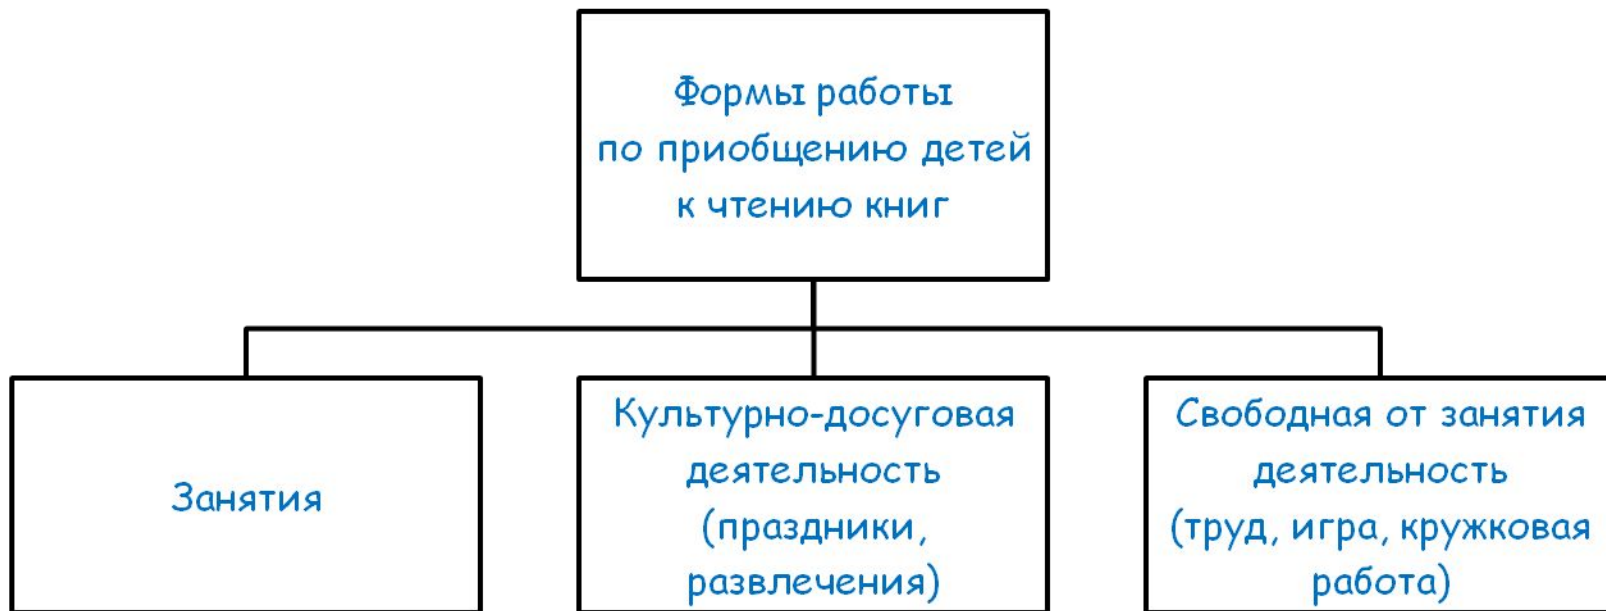 Формы работы
по приобщению детей
к чтению книг
Занятия
Культурно-досуговая
деятельность
(праздники,
развлечения)
Свободная от занятия
деятельность
(труд, игра, кружковая
работа)